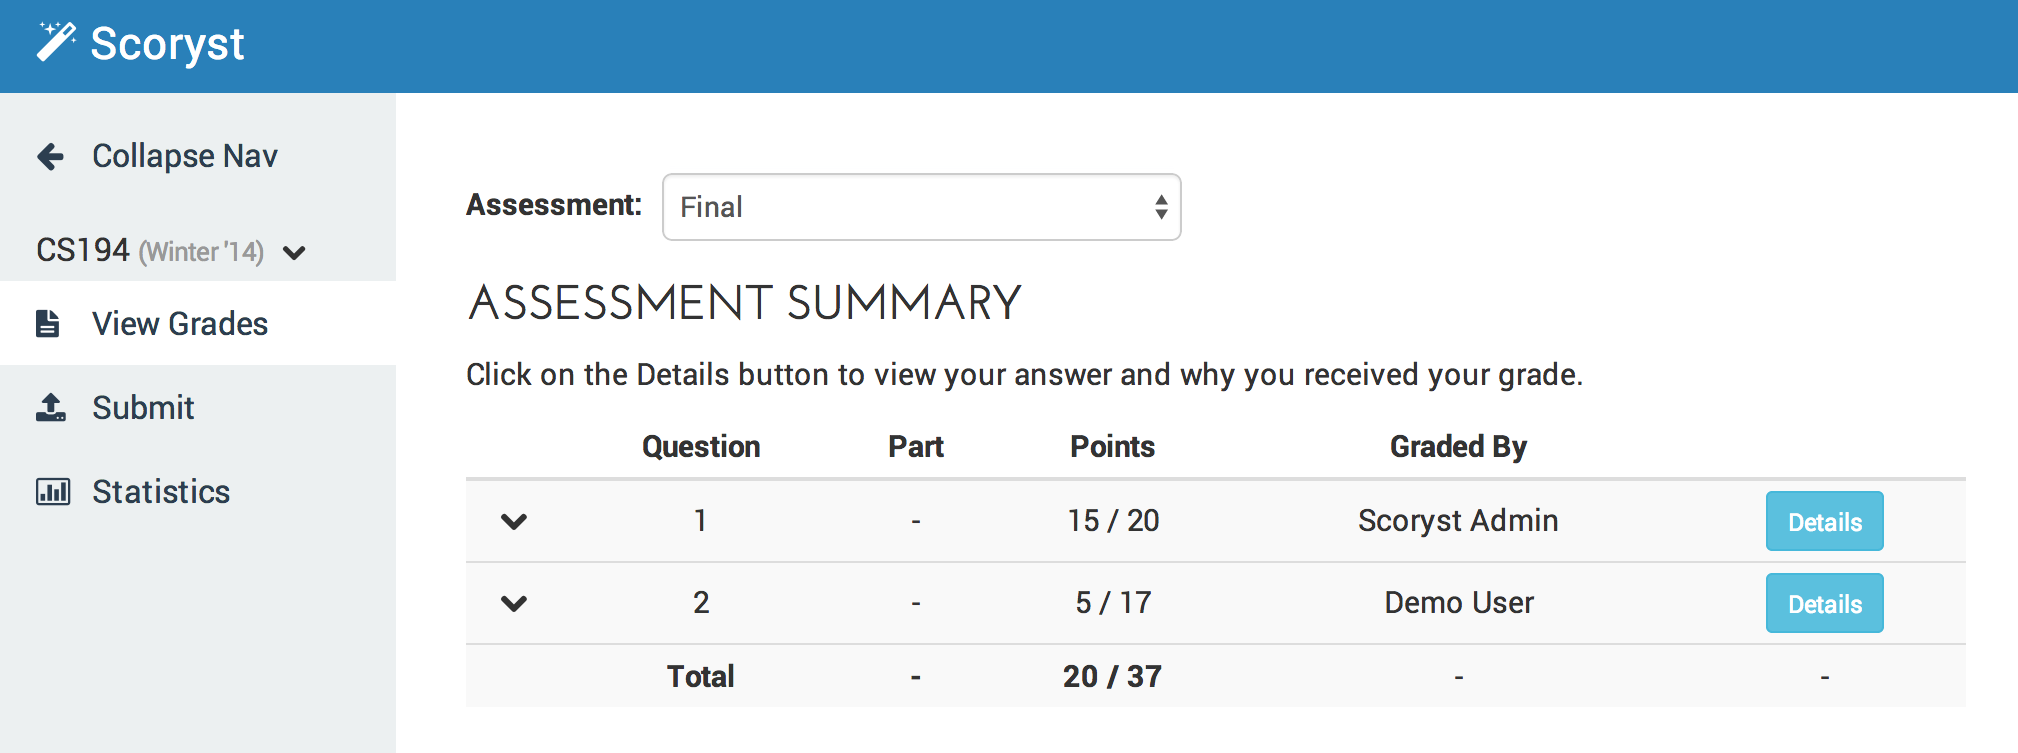 Scoryst
Collapse Nav
CS194 (Winter '14)
View Grades
Submit
Statistics
Assessment: Final
ASSESSMENT SUMMARY
Click on the Details button to view your answer and why you received your grade.
Question Part Points Graded By
1 - 15 / 20 Scoryst Admin Details
2 - 5 / 17 Demo User Details
Total - 20 / 37 - -